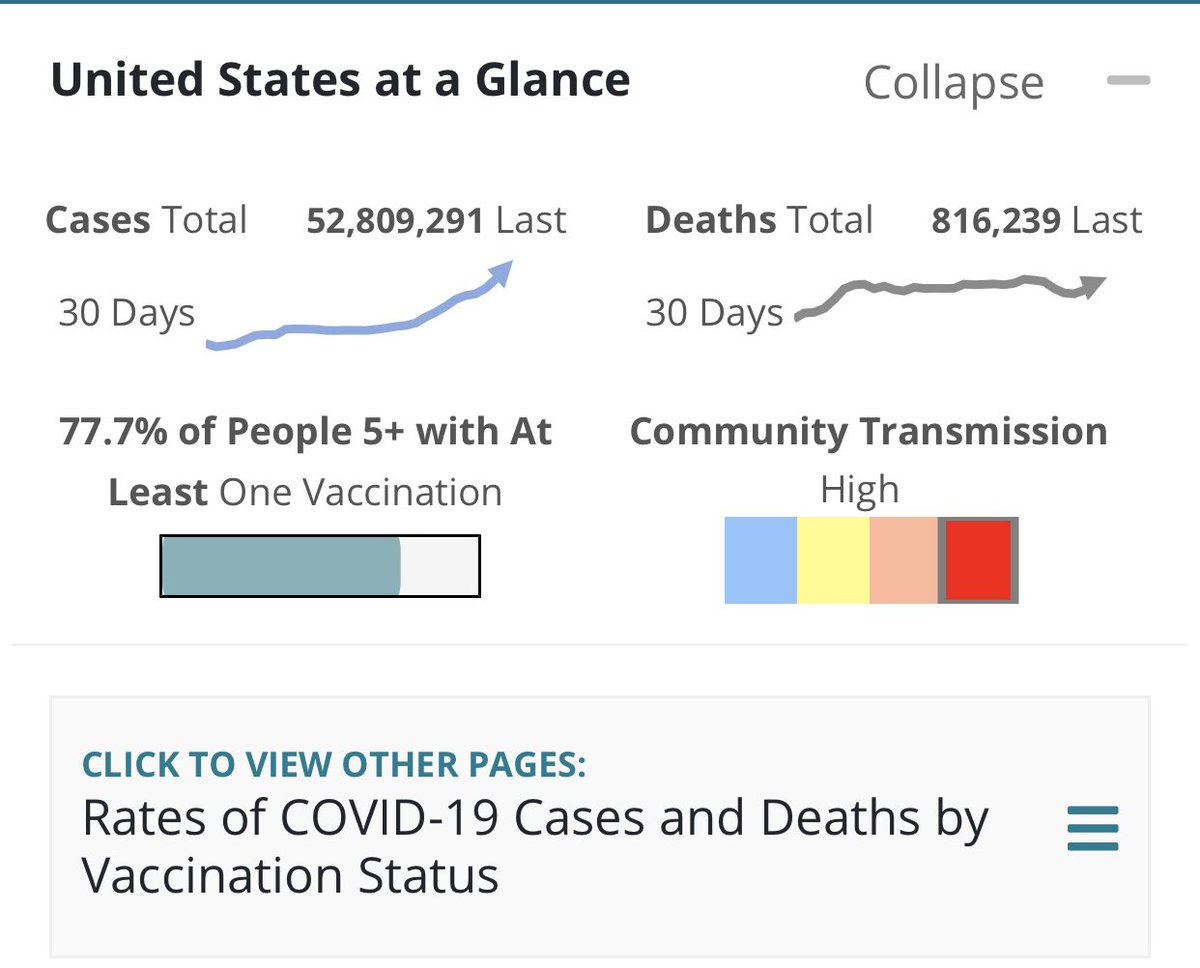 United States at a Glance Collapse
Cases Total 52,809,291 Last
30 Days
Deaths Total 816,239 Last
30 Days
77.7% of People 5+ with At
Least One Vaccination
Community Transmission
High
CLICK TO VIEW OTHER PAGES:
Rates of COVID-19 Cases and Deaths by
Vaccination Status